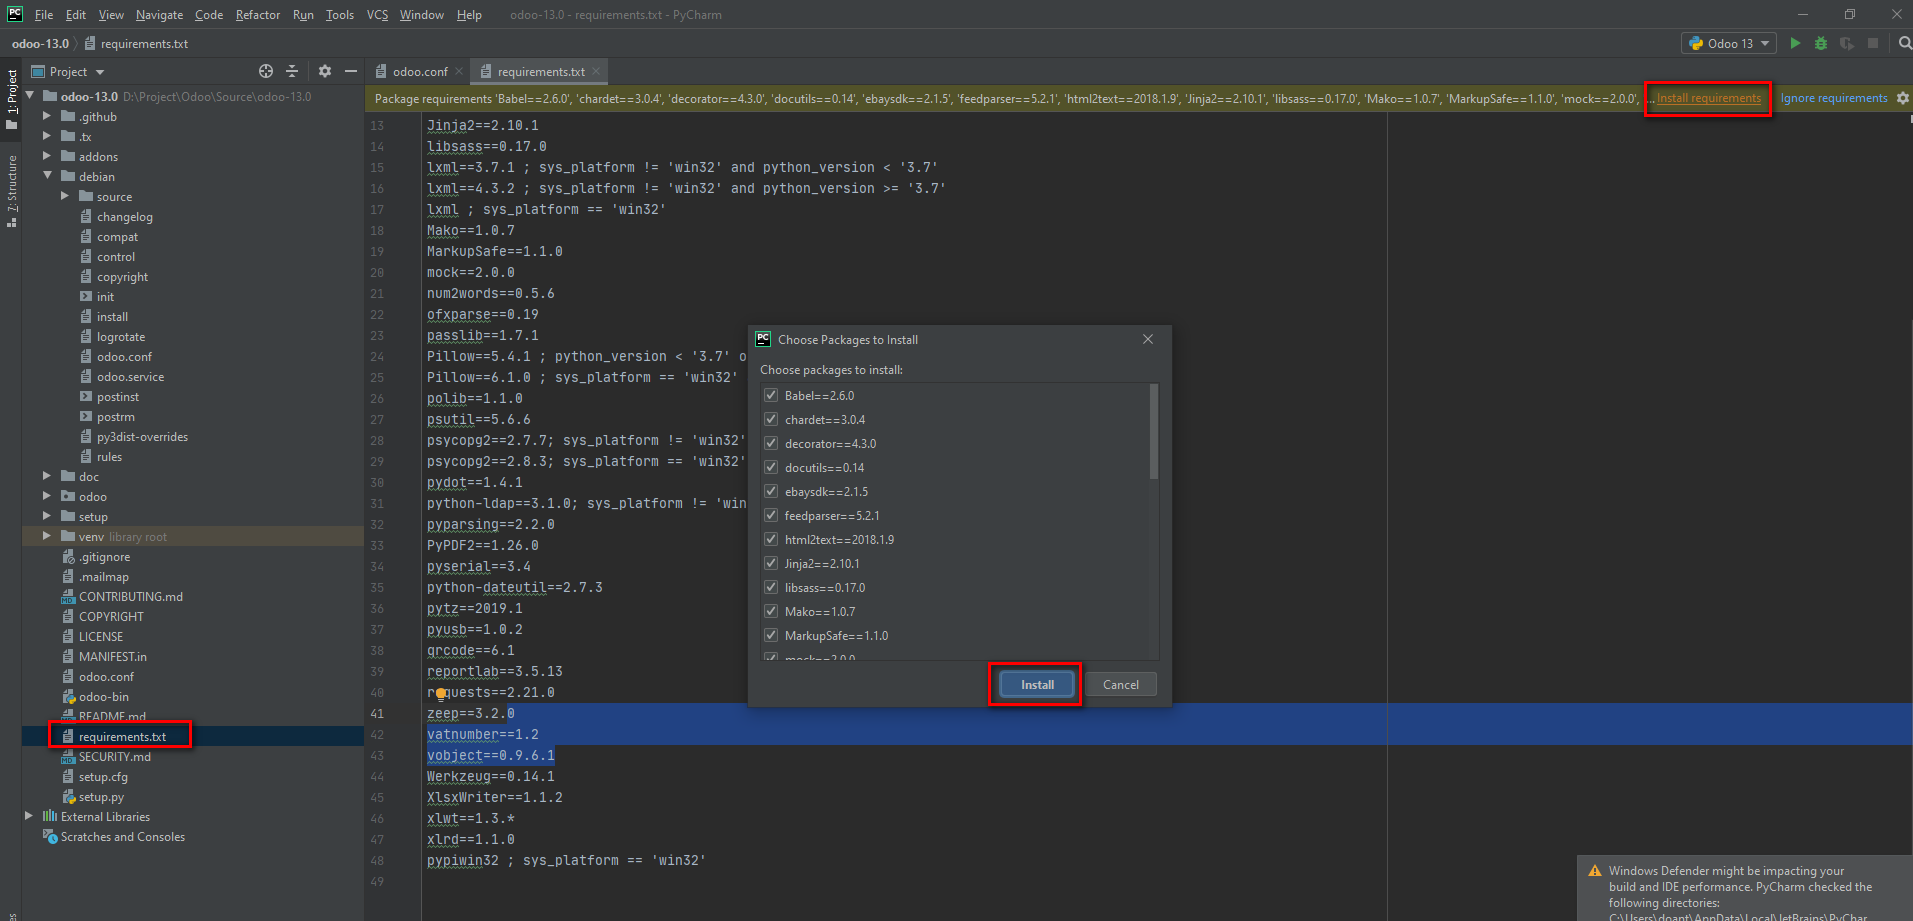 PC File Edit View Navigate Code Refactor Run Tools VCS Window Help odoo-13.0 - requirements.txt - PyCharm
odoo-13.0 requirements.txt Odoo 13
1: Project
7: Structure
Project
odoo-13.0 D:\Project\Odoo\Source\odoo-13.0
.github
.tx
addons
debian
source
changelog
compat
control
copyright
init
install
logrotate
odoo.conf
odoo.service
postinst
postrm
py3dist-overrides
rules
doc
odoo
setup
venv library root
.gitignore
.mailmap
CONTRIBUTING.md
COPYRIGHT
LICENSE
MANIFEST.in
odoo.conf
odoo-bin
README.md
requirements.txt
SECURITY.md
setup.cfg
setup.py
External Libraries
Scratches and Consoles
odoo.conf requirements.txt
Package requirements 'Babel==2.6.0', 'chardet==3.0.4', 'decorator==4.3.0', 'docutils==0.14', 'ebaysdk==2.1.5', 'feedparser==5.2.1', 'html2text==2018.1.9', 'Jinja2==2.10.1', 'libsass==0.17.0', 'Mako==1.0.7', 'MarkupSafe==1.1.0', 'mock==2.0.0', '... Install requirements Ignore requirements
13 Jinja2==2.10.1
14 libsass==0.17.0
15 lxml==3.7.1 ; sys_platform != 'win32' and python_version < '3.7'
16 lxml==4.3.2 ; sys_platform != 'win32' and python_version >= '3.7'
17 lxml ; sys_platform == 'win32'
18 Mako==1.0.7
19 MarkupSafe==1.1.0
20 mock==2.0.0
21 num2words==0.5.6
22 ofxparse==0.19
23 passlib==1.7.1
24 Pillow==5.4.1 ; python_version < '3.7' o
25 Pillow==6.1.0 ; sys_platform == 'win32'
26 polib==1.1.0
27 psutil==5.6.6
28 psycopg2==2.7.7; sys_platform != 'win32'
29 psycopg2==2.8.3; sys_platform == 'win32'
30 pydot==1.4.1
31 python-ldap==3.1.0; sys_platform != 'win
32 pyparsing==2.2.0
33 PyPDF2==1.26.0
34 pyserial==3.4
35 python-dateutil==2.7.3
36 pytz==2019.1
37 pyusb==1.0.2
38 qrcode==6.1
39 reportlab==3.5.13
40 requests==2.21.0
41 zeep==3.2.0
42 vatnumber==1.2
43 vobject==0.9.6.1
44 Werkzeug==0.14.1
45 XlsxWriter==1.1.2
46 xlwt==1.3.*
47 xlrd==1.1.0
48 pypiwin32 ; sys_platform == 'win32'
49
PC Choose Packages to Install
Choose packages to install:
Babel==2.6.0
chardet==3.0.4
decorator==4.3.0
docutils==0.14
ebaysdk==2.1.5
feedparser==5.2.1
html2text==2018.1.9
Jinja2==2.10.1
libsass==0.17.0
Mako==1.0.7
MarkupSafe==1.1.0
mock==2.0.0
Install Cancel
Windows Defender might be impacting your
build and IDE performance. PyCharm checked the
following directories:
C:\Users\doant\AppData\Local\JetBrains\PyChar